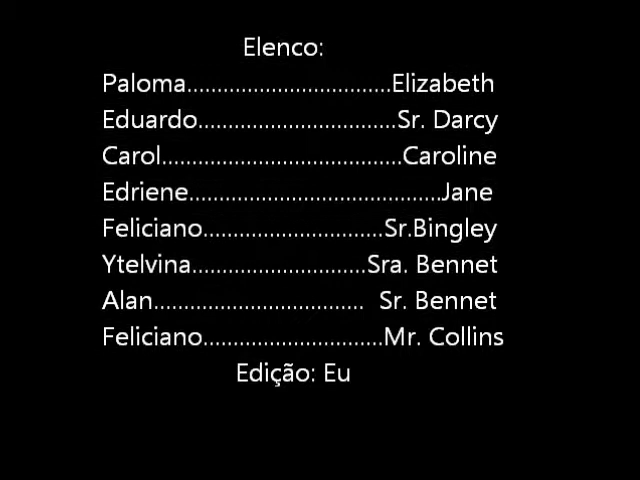 Elenco:
Paloma..................................Elizabeth
Eduardo.................................Sr. Darcy
Carol........................................Caroline
Edriene..........................................Jane
Feliciano..............................Sr.Bingley
Ytelvina.............................Sra. Bennet
Alan................................... Sr. Bennet
Feliciano..............................Mr. Collins
Edição: Eu